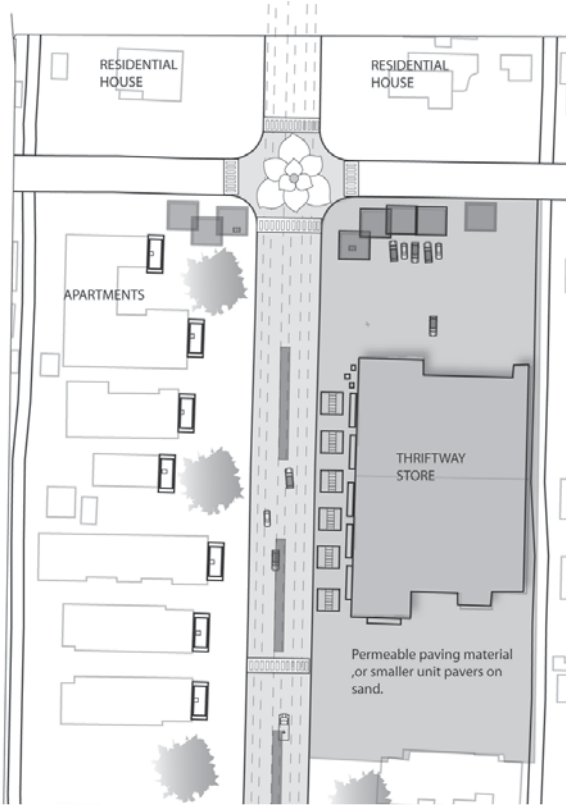 RESIDENTIAL
HOUSE
RESIDENTIAL
HOUSE
APARTMENTS
THRIFTWAY
STORE
Permeable paving material
,or smaller unit pavers on
sand.